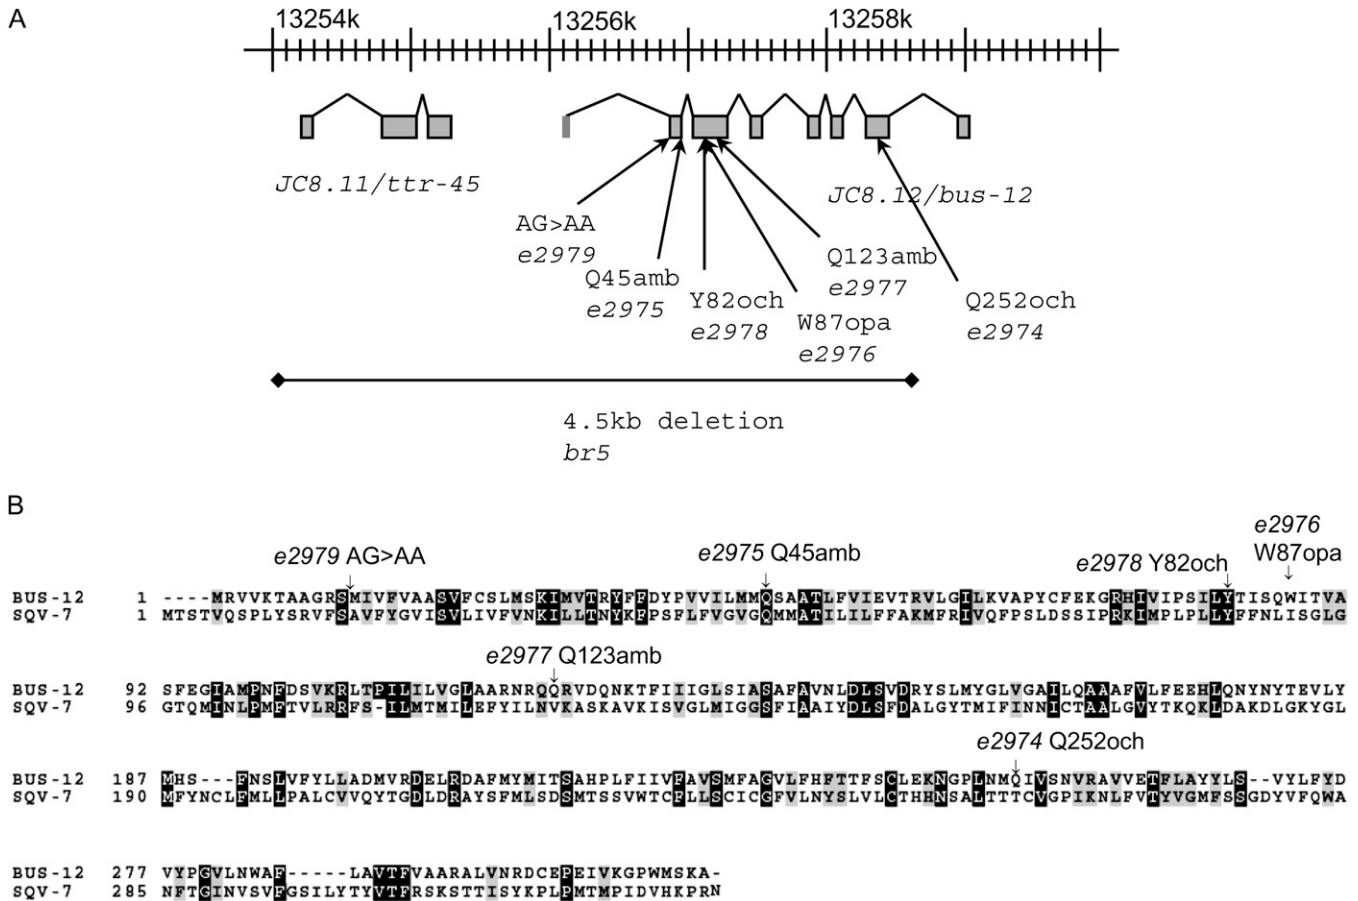 A
13254k 13256k 13258k
JC8.11/ttr-45
JC8.12/bus-12
AG>AA
e2979
Q45amb
e2975
Y82och
e2978
W87opa
e2976
Q123amb
e2977
Q252och
e2974
4.5kb deletion
br5
B
e2979 AG>AA e2975 Q45amb e2978 Y82och e2976 W87opa
BUS-12 1 ----MRVVKTAAGRSMIVFVAASVFCSLMSKIMVTRYFFDYPVVILMMQSAATLFVIEVTRVLGILKVAPYCFEKGRHIVIPSILYTISQWITVA
SQV-7 1 MTSTVQSPLYSRVFSAVFYGVISVLIVFVNKILLTNYKFPSFLFVGVGQMMATILILFFAKMFRIVQFPSLDSSIPRKIMPLPLLYFFNLISGLG
e2977 Q123amb
BUS-12 92 SFEGIAMPNFDSVKRLTPILILVGLAARNRQQRVDQNKTFIIIGLSIASAFAVNLDLSVDRYSLMYGLVGAILQAAAFVLFEEHLQNYNYTEVLY
SQV-7 96 GTQMINLPMFTVLRRFS-ILMTMILEFYILNVKASKAVKISVGLMIGGSFIAAIYDLSFDALGYTMIFINNICTAALGVYTKQKLDAKDLGKYGL
e2974 Q252och
BUS-12 187 MHS---FNSLVFYLLADMVRDELRDAFMYMITSAHPLFIIVFAVSMFAGVLFHFTTFSCLEKNGPLNMQIVSNVRAVVETFLAYYLS--VYLFYD
SQV-7 190 MFYNCLFMLLPALCVVQYTGDLDRAYSFMLSDSMTSSVWTCFLLSCICGFVLNYSLVLCTHHNSALTTTCVGPIKNLFVTYVGMFSSGDYVFQWA
BUS-12 277 VYPGVLNWAF-----LAVTFVAARALVNRDCEPEIVKGPWMSKA-
SQV-7 285 NFTGINVSVFGSILYTYVTFRSKSTTISYKPLPMTMPIDVHKPRN